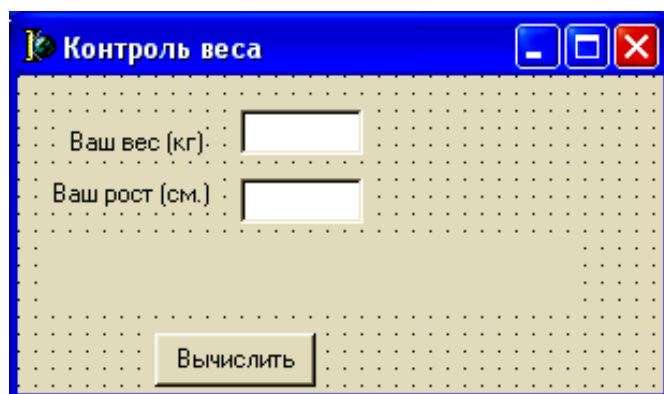 Контроль веса
Ваш вес (кг)
Ваш рост (см.)
Вычислить